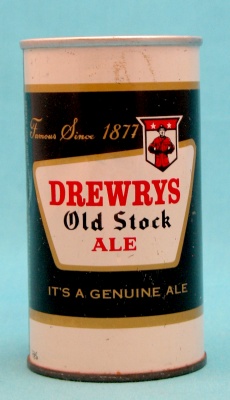 Famous Since 1877
DREWRYS
Old Stock
ALE
IT'S A GENUINE ALE